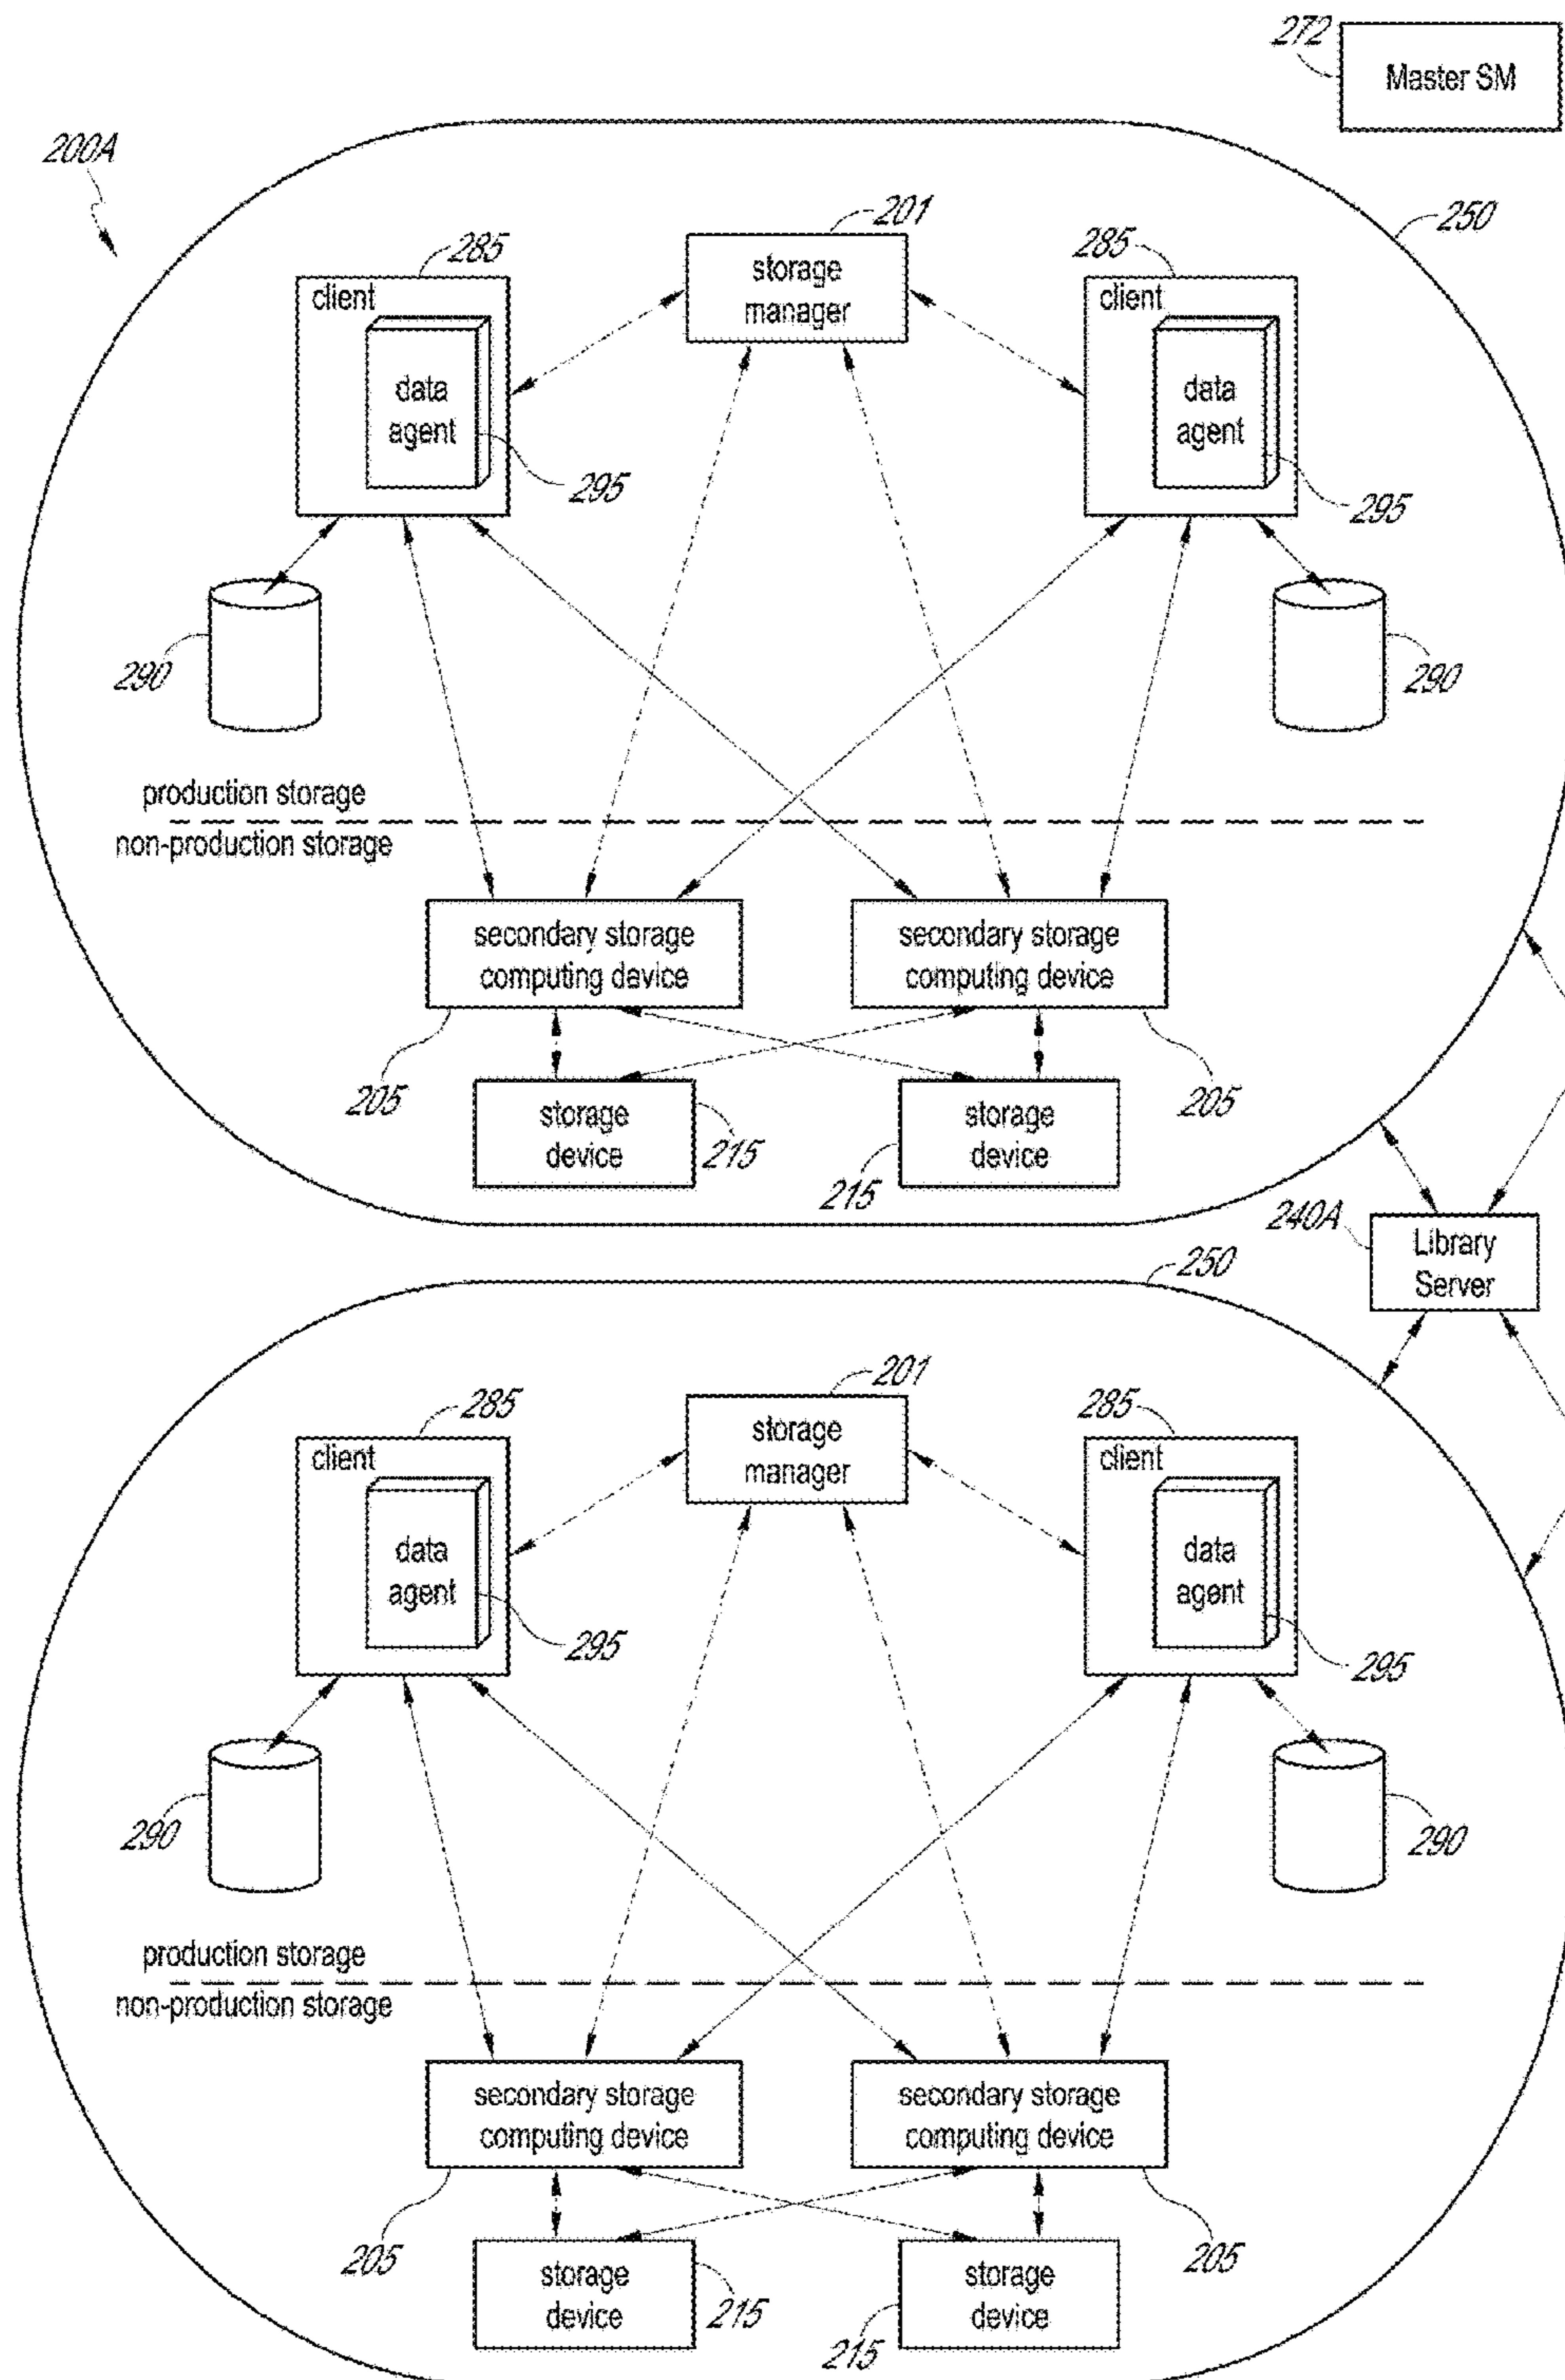 272
Master SM
200A
201
250
285
storage
manager
285
client
client
data
agent
data
agent
295
295
290
290
production storage
non-production storage
secondary storage
computing device
secondary storage
computing device
205
storage
device
215
storage
device
205
215
240A
Library
Server
250
201
285
storage
manager
285
client
client
data
agent
data
agent
295
295
290
290
production storage
non-production storage
secondary storage
computing device
secondary storage
computing device
205
storage
device
215
storage
device
205
215